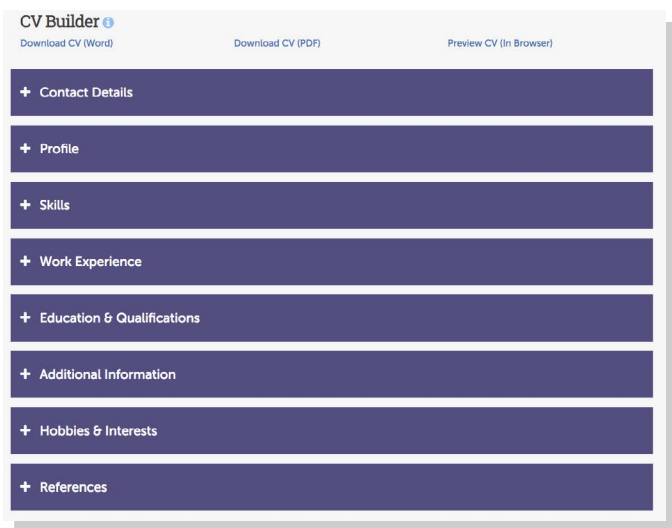 CV Builder
Download CV (Word) Download CV (PDF) Preview CV (In Browser)
+ Contact Details
+ Profile
+ Skills
+ Work Experience
+ Education & Qualifications
+ Additional Information
+ Hobbies & Interests
+ References